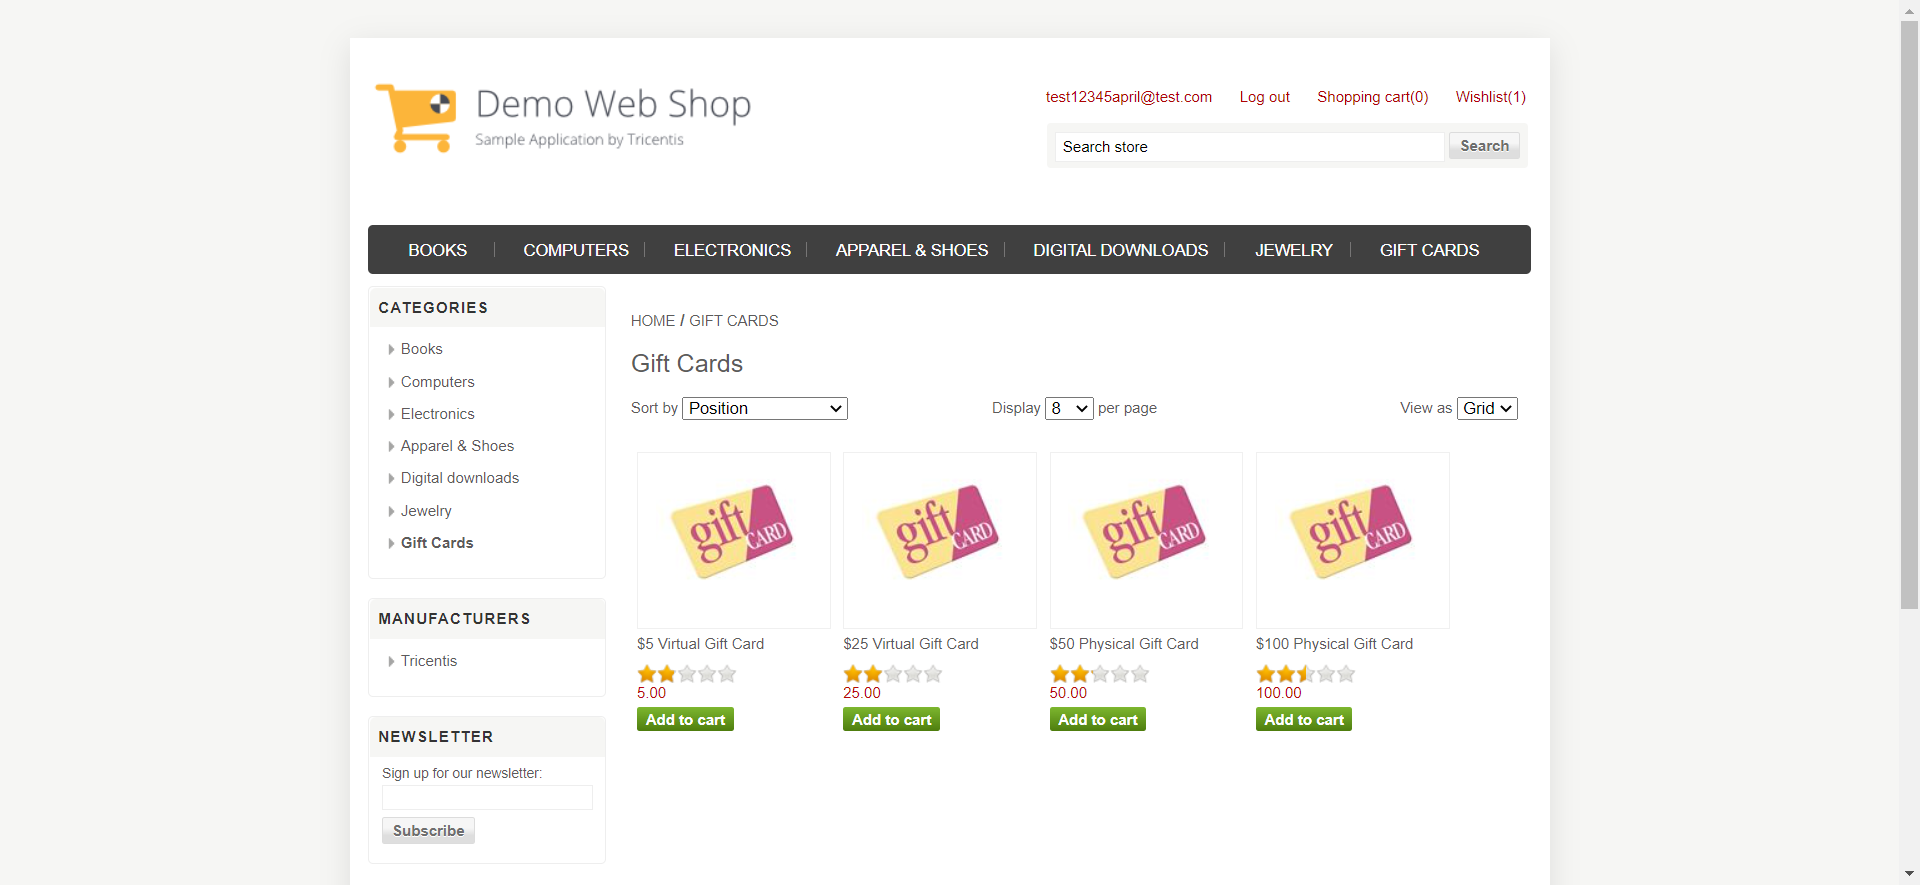 Demo Web Shop
Sample Application by Tricentis
test12345april@test.com Log out Shopping cart(0) Wishlist(1)
Search store Search
BOOKS COMPUTERS ELECTRONICS APPAREL & SHOES DIGITAL DOWNLOADS JEWELRY GIFT CARDS
CATEGORIES
Books
Computers
Electronics
Apparel & Shoes
Digital downloads
Jewelry
Gift Cards
MANUFACTURERS
Tricentis
NEWSLETTER
Sign up for our newsletter:
Subscribe
HOME / GIFT CARDS
Gift Cards
Sort by Position Display 8 per page View as Grid
gift CARD
$5 Virtual Gift Card
5.00
Add to cart
gift CARD
$25 Virtual Gift Card
25.00
Add to cart
gift CARD
$50 Physical Gift Card
50.00
Add to cart
gift CARD
$100 Physical Gift Card
100.00
Add to cart